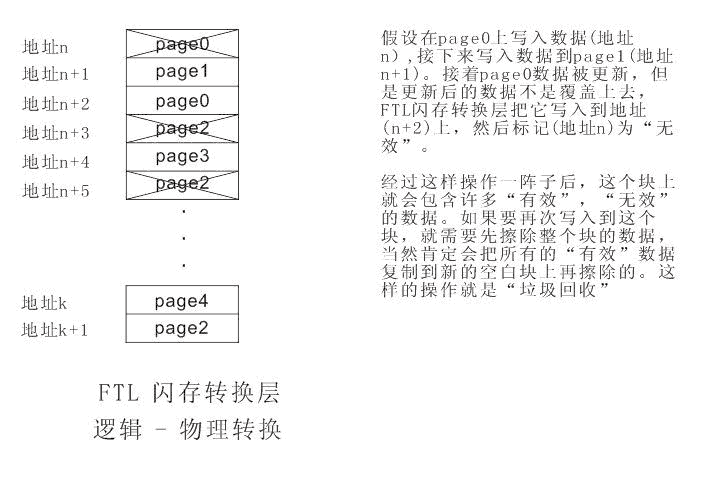 地址n page0
地址n+1 page1
地址n+2 page0
地址n+3 page2
地址n+4 page3
地址n+5 page2
地址k page4
地址k+1 page2
FTL 闪存转换层
逻辑 - 物理转换
假设在page0上写入数据(地址
n),接下来写入数据到page1(地址
n+1)。接着page0数据被更新，但
是更新后的数据不是覆盖上去，
FTL闪存转换层把它写入到地址
(n+2)上，然后标记(地址n)为“无
效”。
经过这样操作一阵子后，这个块上
就会包含许多“有效”，“无效”
的数据。如果要再次写入到这个
块，就需要先擦除整个块的数据，
当然肯定会把所有的“有效”数据
复制到新的空白块上再擦除的。这
样的操作就是“垃圾回收”